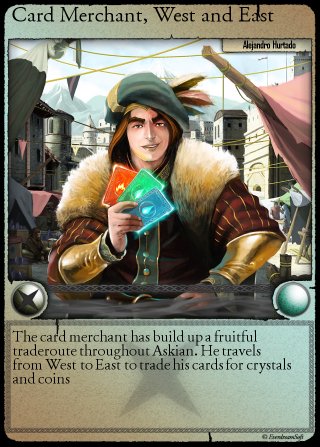 Card Merchant, West and East
Alejandro Hurtado
The card merchant has build up a fruitful
traderoute throughout Askian. He travels
from West to East to trade his cards for crystals
and coins
© EverdreamSoft